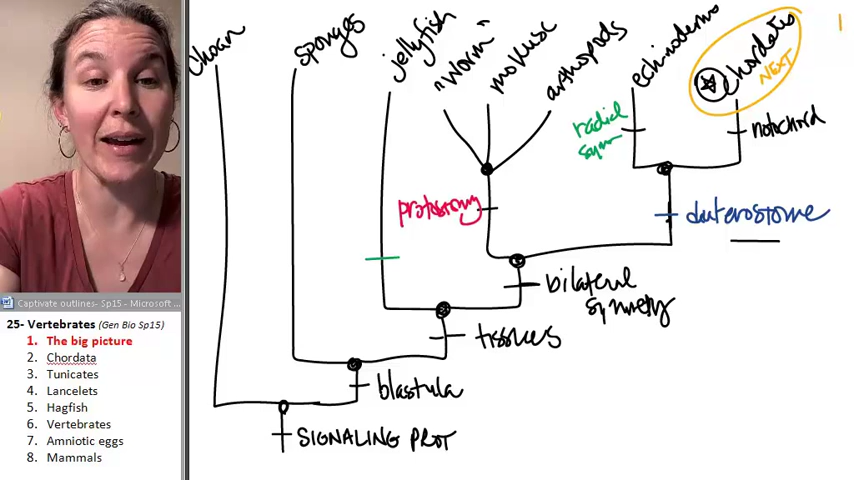 choan
sponges
jellyfish
"Worm"
mollusc
arthropods
echinoderms
chordates
NEXT
radial
symm
notochord
protostomy
deuterostome
bilateral
symmetry
tissues
blastula
SIGNALING PROT
Captivate outlines- Sp15 - Microsoft ...
25- Vertebrates (Gen Bio Sp15)
1. The big picture
2. Chordata
3. Tunicates
4. Lancelets
5. Hagfish
6. Vertebrates
7. Amniotic eggs
8. Mammals